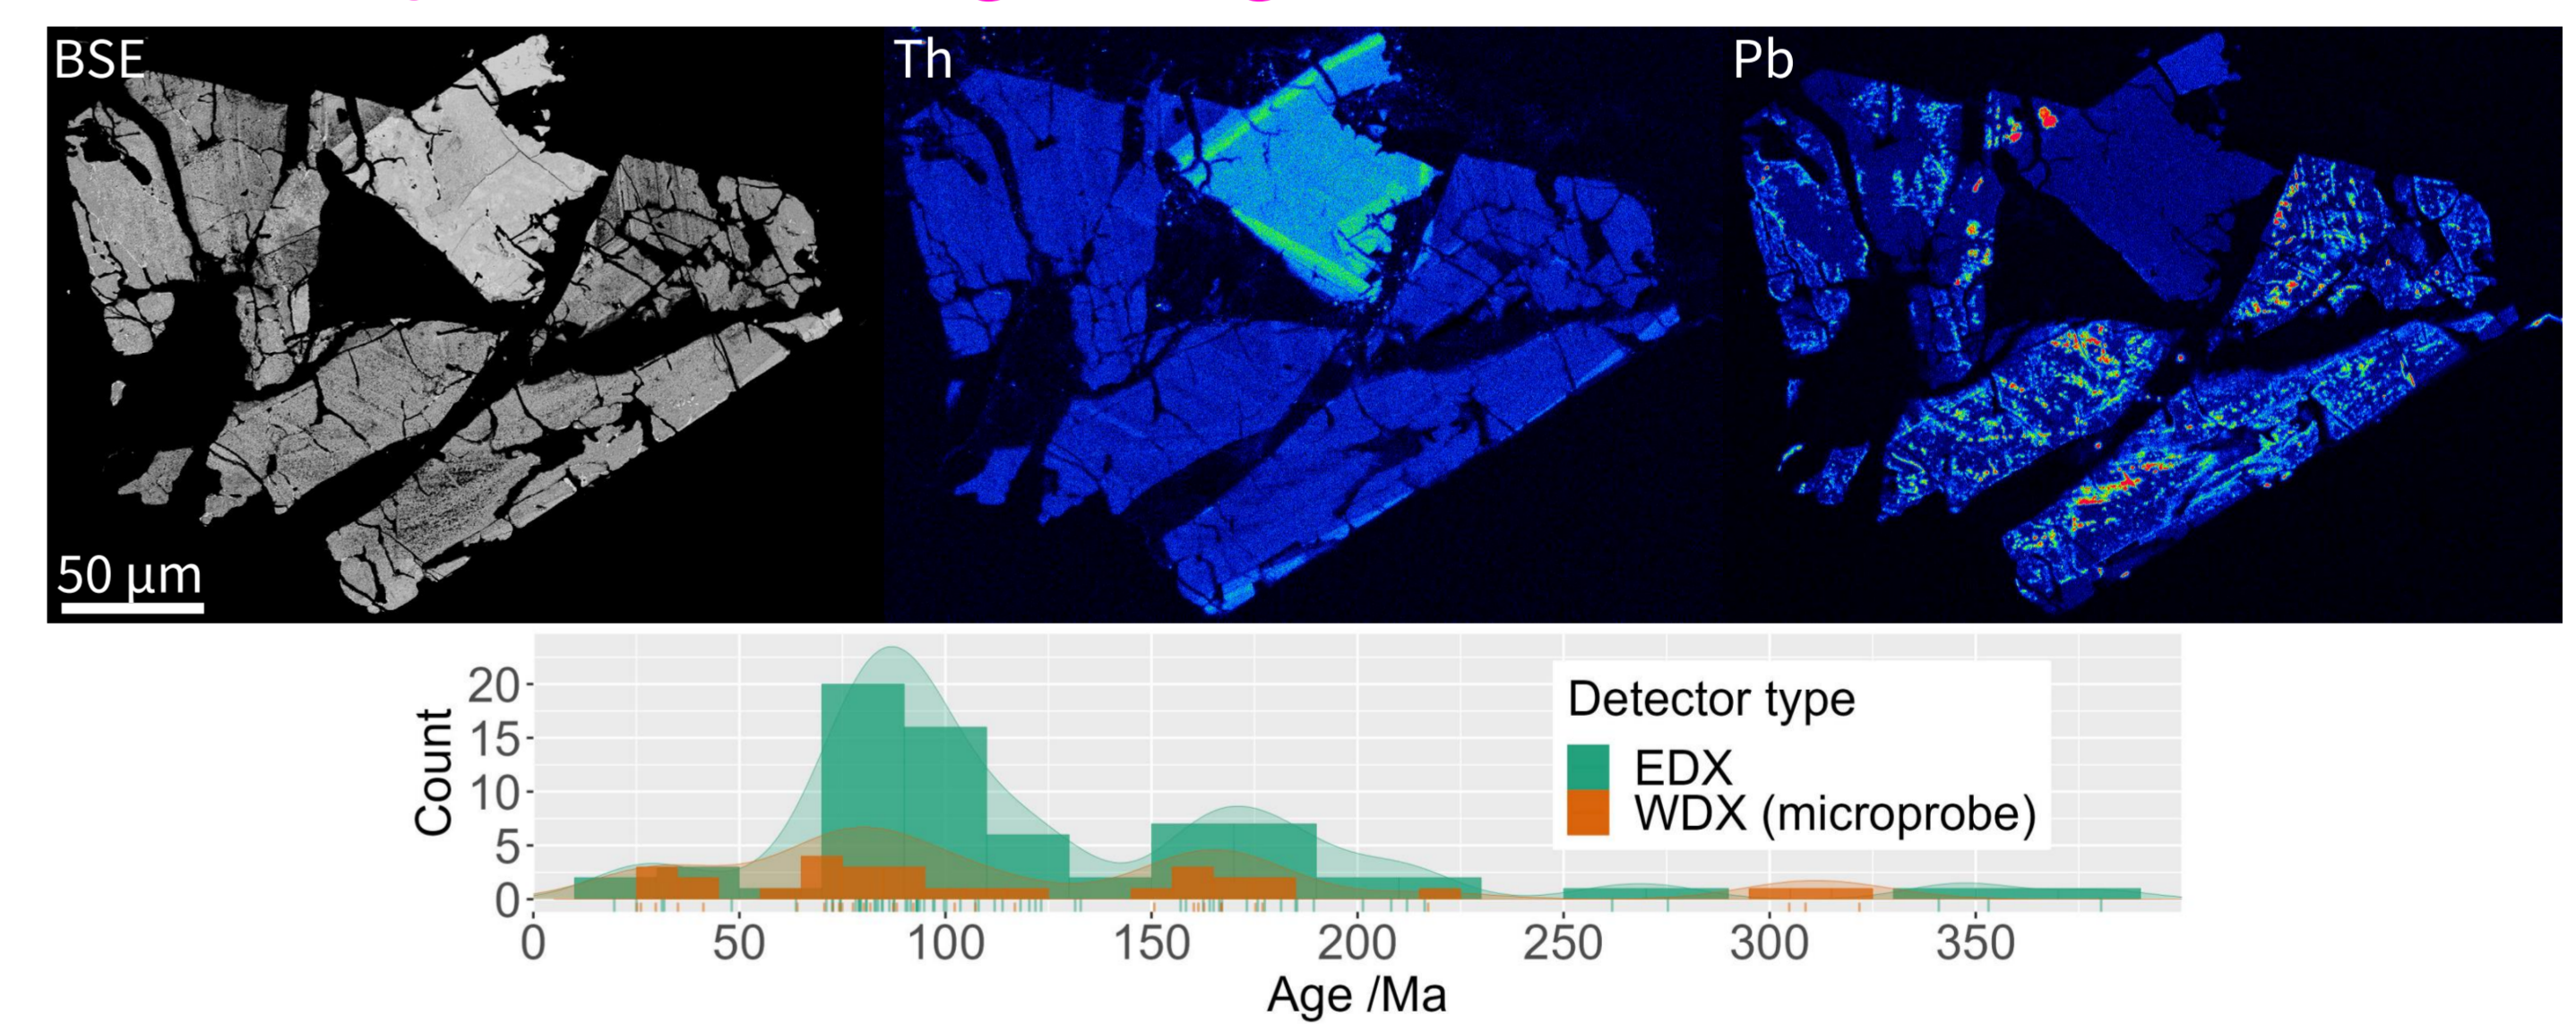 BSE
Th
Pb
50 µm
Count
20
15
10
5
0
Detector type
EDX
WDX (microprobe)
0 50 100 150 200 250 300 350
Age /Ma